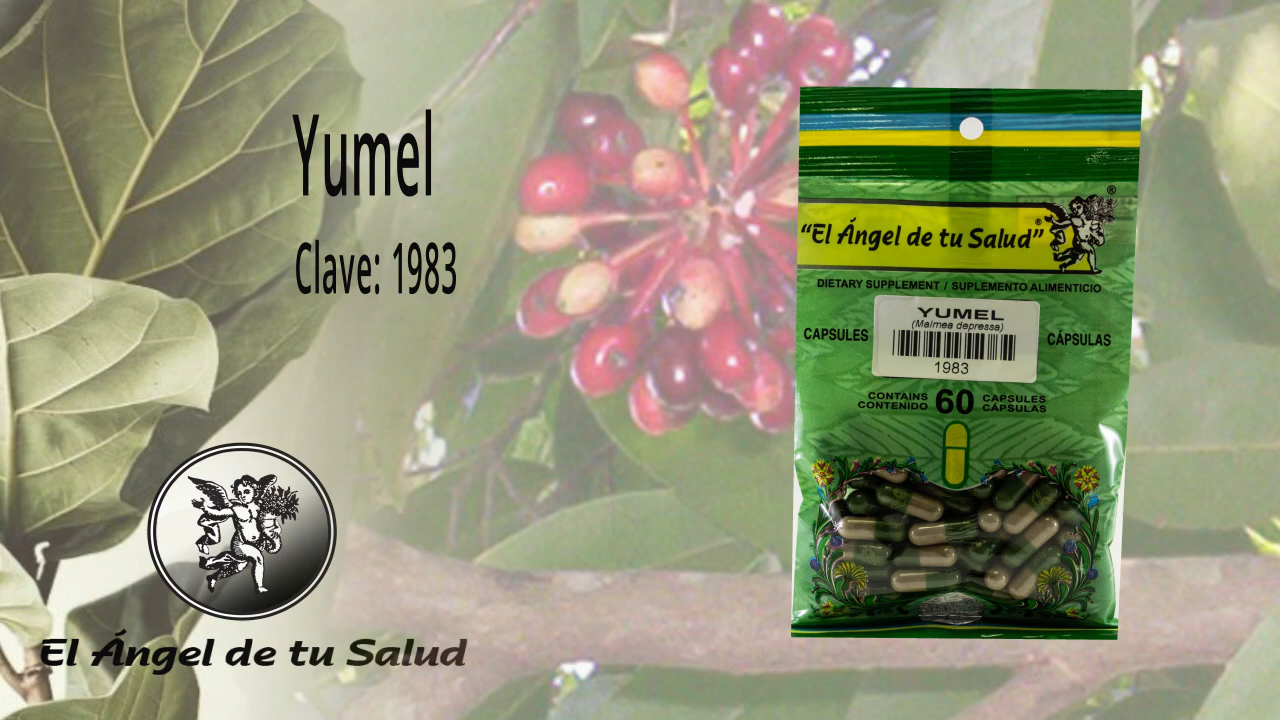 Yumel
Clave: 1983
El Ángel de tu Salud
®
"El Ángel de tu Salud"®
DIETARY SUPPLEMENT / SUPLEMENTO ALIMENTICIO
CAPSULES
YUMEL
(Malmea depressa)
1983
CÁPSULAS
CONTAINS
CONTENIDO
60
CAPSULES
CÁPSULAS